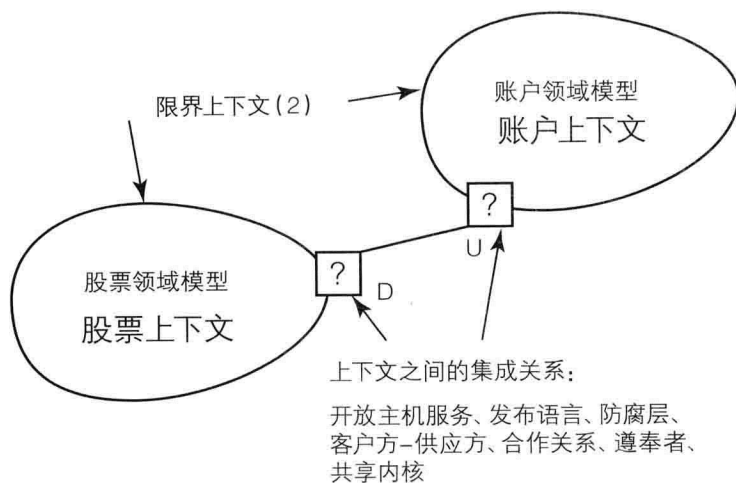 限界上下文(2)
账户领域模型
账户上下文
?
U
?
D
股票领域模型
股票上下文
上下文之间的集成关系:
开放主机服务、发布语言、防腐层、
客户方-供应方、合作关系、遵奉者、
共享内核